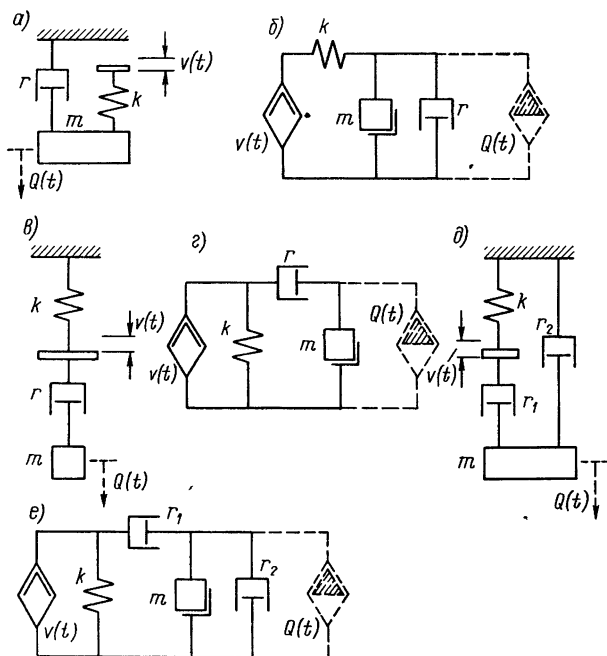 а)
r
k
v(t)
m
Q(t)
б)
k
v(t)
m
r
Q(t)
в)
k
v(t)
r
m
Q(t)
г)
r
k
v(t)
m
Q(t)
д)
k
r₂
v(t)
r₁
m
Q(t)
е)
r₁
k
v(t)
m
r₂
Q(t)